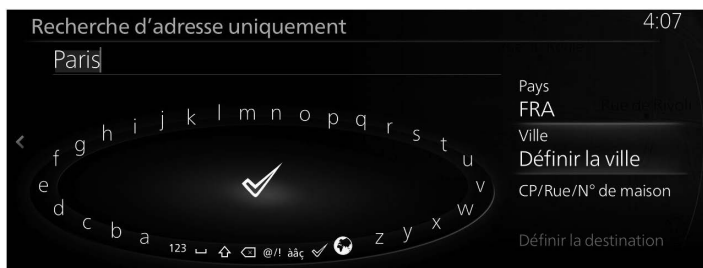 Recherche d'adresse uniquement 4:07
Paris
Pays
FRA
Ville
Définir la ville
CP/Rue/N° de maison
Définir la destination
a b c d e f g h i j k l m n o p q r s t u v w x y z
123 @/! àâç